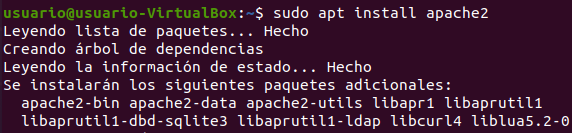 usuario@usuario-VirtualBox:~$ sudo apt install apache2
Leyendo lista de paquetes... Hecho
Creando árbol de dependencias
Leyendo la información de estado... Hecho
Se instalarán los siguientes paquetes adicionales:
apache2-bin apache2-data apache2-utils libapr1 libaprutil1
libaprutil1-dbd-sqlite3 libaprutil1-ldap libcurl4 liblua5.2-0